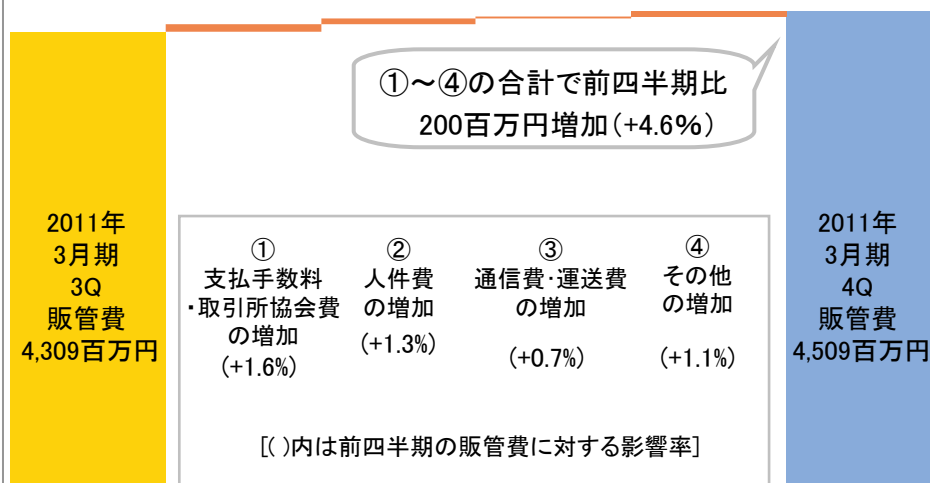 ①～④の合計で前四半期比
200百万円増加(+4.6%)
2011年
3月期
3Q
販管費
4,309百万円
①
支払手数料
・取引所協会費
の増加
(+1.6%)
②
人件費
の増加
(+1.3%)
③
通信費・運送費
の増加
(+0.7%)
④
その他
の増加
(+1.1%)
[( )内は前四半期の販管費に対する影響率]
2011年
3月期
4Q
販管費
4,509百万円